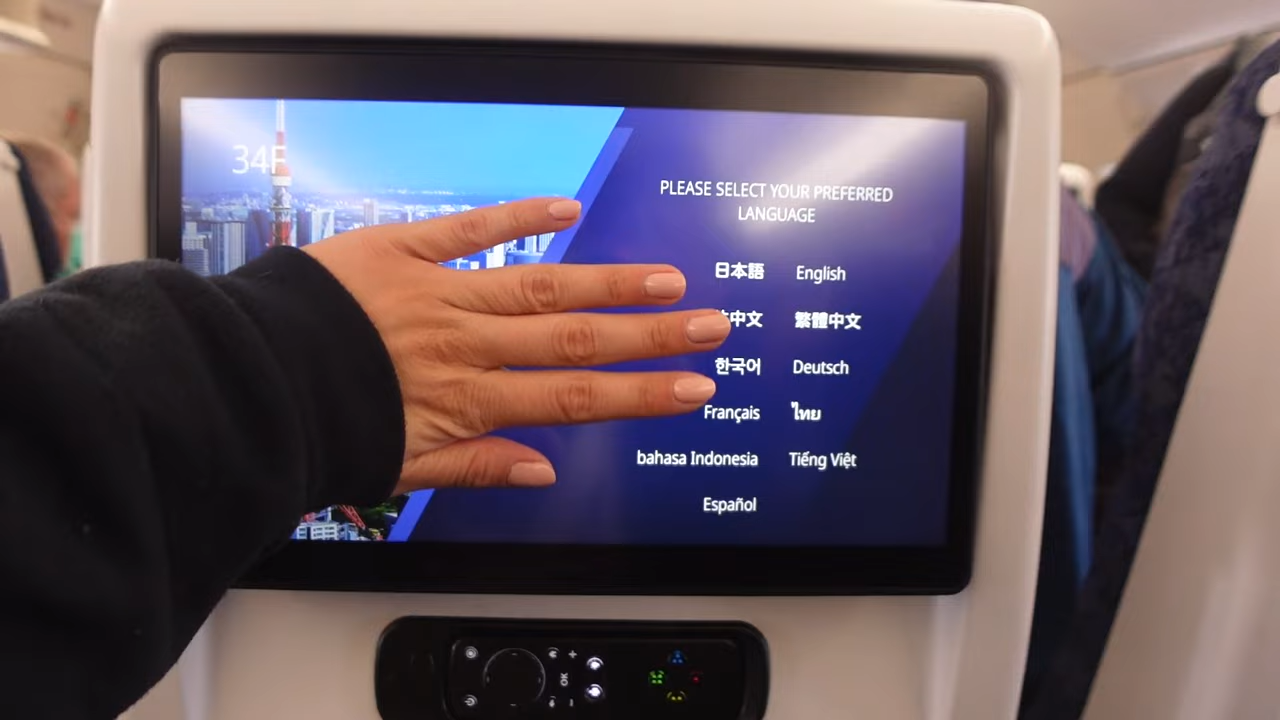 34F
PLEASE SELECT YOUR PREFERRED
LANGUAGE
日本語 English
中文 繁體中文
한국어 Deutsch
Français ไทย
bahasa Indonesia Tiếng Việt
Español
OK